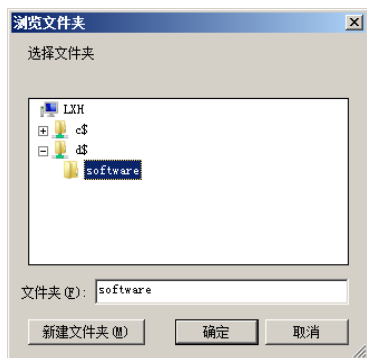 浏览文件夹
选择文件夹
LXH
c$
d$
software
文件夹(F): software
新建文件夹(M) 确定 取消